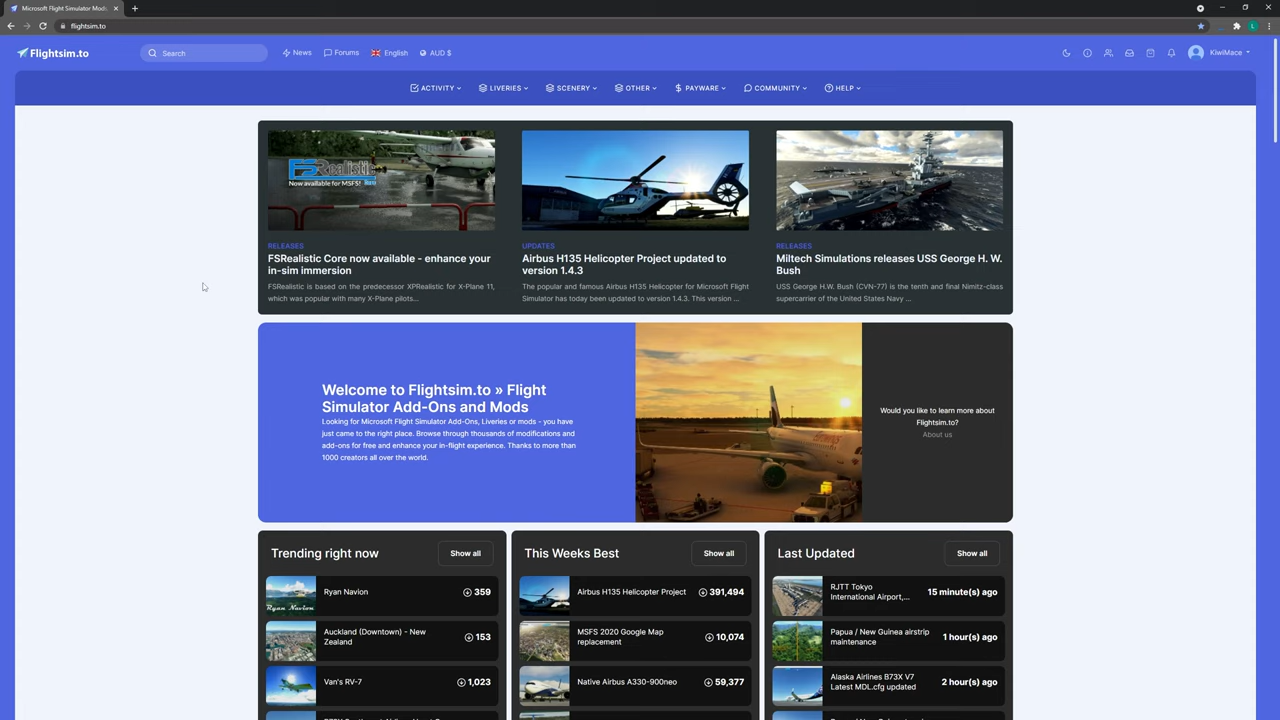 Microsoft Flight Simulator Mods
flightsim.to
L
Flightsim.to
Search
News
Forums
English
AUD $
KiwiMace
ACTIVITY
LIVERIES
SCENERY
OTHER
PAYWARE
COMMUNITY
HELP
FSRealistic
Now available for MSFS!
RELEASES
FSRealistic Core now available - enhance your
in-sim immersion
FSRealistic is based on the predecessor XPRealistic for X-Plane 11,
which was popular with many X-Plane pilots...
UPDATES
Airbus H135 Helicopter Project updated to
version 1.4.3
The popular and famous Airbus H135 Helicopter for Microsoft Flight
Simulator has today been updated to version 1.4.3. This version ...
RELEASES
Miltech Simulations releases USS George H. W.
Bush
USS George H.W. Bush (CVN-77) is the tenth and final Nimitz-class
supercarrier of the United States Navy ...
Welcome to Flightsim.to » Flight
Simulator Add-Ons and Mods
Looking for Microsoft Flight Simulator Add-Ons, Liveries or mods - you have
just came to the right place. Browse through thousands of modifications and
add-ons for free and enhance your in-flight experience. Thanks to more than
1000 creators all over the world.
Would you like to learn more about
Flightsim.to?
About us
Trending right now
Show all
Ryan Navion
Ryan Navion
359
Auckland (Downtown) - New
Zealand
153
Van's RV-7
1,023
This Weeks Best
Show all
Airbus H135 Helicopter Project
391,494
MSFS 2020 Google Map
replacement
10,074
Native Airbus A330-900neo
59,377
Last Updated
Show all
RJTT Tokyo
International Airport,...
15 minute(s) ago
Papua / New Guinea airstrip
maintenance
1 hour(s) ago
Alaska Airlines B73X V7
Latest MDL.cfg updated
2 hour(s) ago